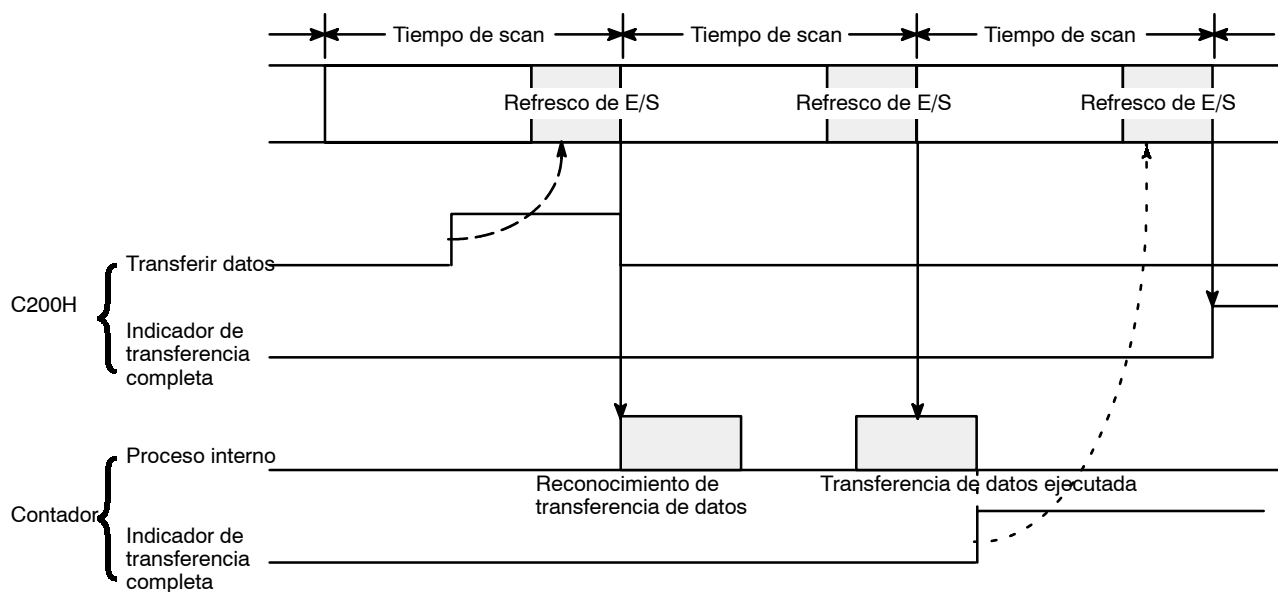 Tiempo de scan
Tiempo de scan
Tiempo de scan
Refresco de E/S
Refresco de E/S
Refresco de E/S
Transferir datos
C200H
Indicador de
transferencia
completa
Proceso interno
Reconocimiento de
transferencia de datos
Transferencia de datos ejecutada
Contador
Indicador de
transferencia
completa